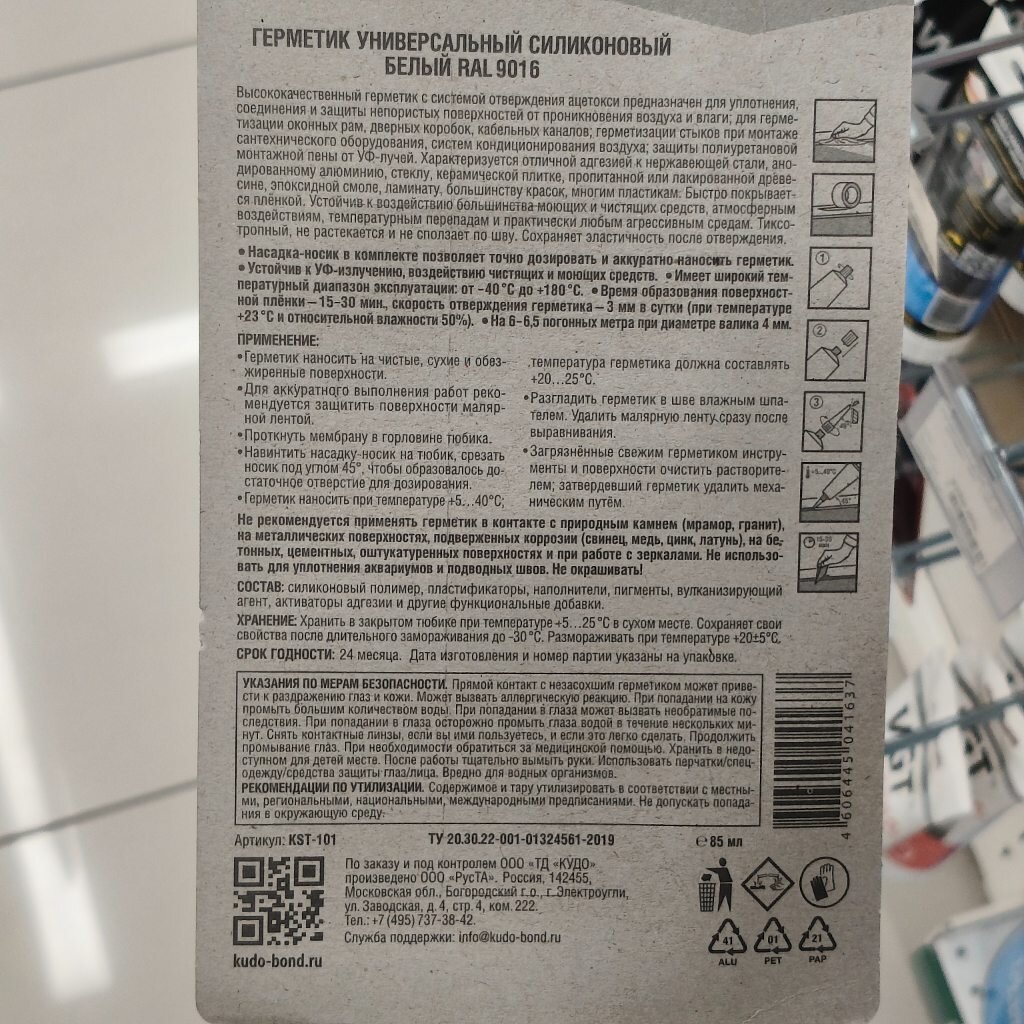 ГЕРМЕТИК УНИВЕРСАЛЬНЫЙ СИЛИКОНОВЫЙ
БЕЛЫЙ RAL 9016
Высококачественный герметик с системой отверждения ацетокси предназначен для уплотнения,
соединения и защиты непористых поверхностей от проникновения воздуха и влаги; для герме-
тизации оконных рам, дверных коробок, кабельных каналов; герметизации стыков при монтаже
сантехнического оборудования, систем кондиционирования воздуха; защиты полиуретановой
монтажной пены от УФ-лучей. Характеризуется отличной адгезией к нержавеющей стали, ано-
дированному алюминию, стеклу, керамической плитке, пропитанной или лакированной древе-
сине, эпоксидной смоле, ламинату, большинству красок, многим пластикам. Быстро покрывает-
ся плёнкой. Устойчив к воздействию большинства моющих и чистящих средств, атмосферным
воздействиям, температурным перепадам и практически любым агрессивным средам. Тиксо-
тропный, не растекается и не сползает по шву. Сохраняет эластичность после отверждения.
• Насадка-носик в комплекте позволяет точно дозировать и аккуратно наносить герметик.
• Устойчив к УФ-излучению, воздействию чистящих и моющих средств. • Имеет широкий тем-
пературный диапазон эксплуатации: от -40°С до +180°С. • Время образования поверхност-
ной плёнки – 15–30 мин., скорость отверждения герметика – 3 мм в сутки (при температуре
+23°С и относительной влажности 50%). • На 6–6,5 погонных метра при диаметре валика 4 мм.
ПРИМЕНЕНИЕ:
• Герметик наносить на чистые, сухие и обез-
жиренные поверхности.
• Для аккуратного выполнения работ реко-
мендуется защитить поверхности маляр-
ной лентой.
• Проткнуть мембрану в горловине тюбика.
• Навинтить насадку-носик на тюбик, срезать
носик под углом 45°, чтобы образовалось до-
статочное отверстие для дозирования.
• Герметик наносить при температуре +5...40°С;
температура герметика должна составлять
+20...25°С.
• Разгладить герметик в шве влажным шпа-
телем. Удалить малярную ленту сразу после
выравнивания.
• Загрязнённые свежим герметиком инстру-
менты и поверхности очистить растворите-
лем; затвердевший герметик удалить меха-
ническим путём.
1
2
3
+5...40°С
45°
15-30
мин
Не рекомендуется применять герметик в контакте с природным камнем (мрамор, гранит),
на металлических поверхностях, подверженных коррозии (свинец, медь, цинк, латунь), на бе-
тонных, цементных, оштукатуренных поверхностях и при работе с зеркалами. Не использо-
вать для уплотнения аквариумов и подводных швов. Не окрашивать!
СОСТАВ: силиконовый полимер, пластификаторы, наполнители, пигменты, вулканизирующий
агент, активаторы адгезии и другие функциональные добавки.
ХРАНЕНИЕ: Хранить в закрытом тюбике при температуре +5...25°С в сухом месте. Сохраняет свои
свойства после длительного замораживания до -30°С. Размораживать при температуре +20±5°С.
СРОК ГОДНОСТИ: 24 месяца. Дата изготовления и номер партии указаны на упаковке.
УКАЗАНИЯ ПО МЕРАМ БЕЗОПАСНОСТИ. Прямой контакт с незасохшим герметиком может приве-
сти к раздражению глаз и кожи. Может вызвать аллергическую реакцию. При попадании на кожу
промыть большим количеством воды. При попадании в глаза может вызвать необратимые по-
следствия. При попадании в глаза осторожно промыть глаза водой в течение нескольких ми-
нут. Снять контактные линзы, если вы ими пользуетесь, и если это легко сделать. Продолжить
промывание глаз. При необходимости обратиться за медицинской помощью. Хранить в недо-
ступном для детей месте. После работы тщательно вымыть руки. Использовать перчатки/спец-
одежду/средства защиты глаз/лица. Вредно для водных организмов.
РЕКОМЕНДАЦИИ ПО УТИЛИЗАЦИИ. Содержимое и тару утилизировать в соответствии с местны-
ми, региональными, национальными, международными предписаниями. Не допускать попада-
ния в окружающую среду.
4 606445 041637
Артикул: KST-101
ТУ 20.30.22-001-01324561-2019
℮ 85 мл
По заказу и под контролем ООО «ТД «КУДО»
произведено ООО «РусТА». Россия, 142455,
Московская обл., Богородский г.о., г. Электроугли,
ул. Заводская, д. 4, стр. 4, ком. 222.
Тел.: +7 (495) 737-38-42.
Служба поддержки: info@kudo-bond.ru
kudo-bond.ru
41
ALU
01
PET
21
PAP
VGT